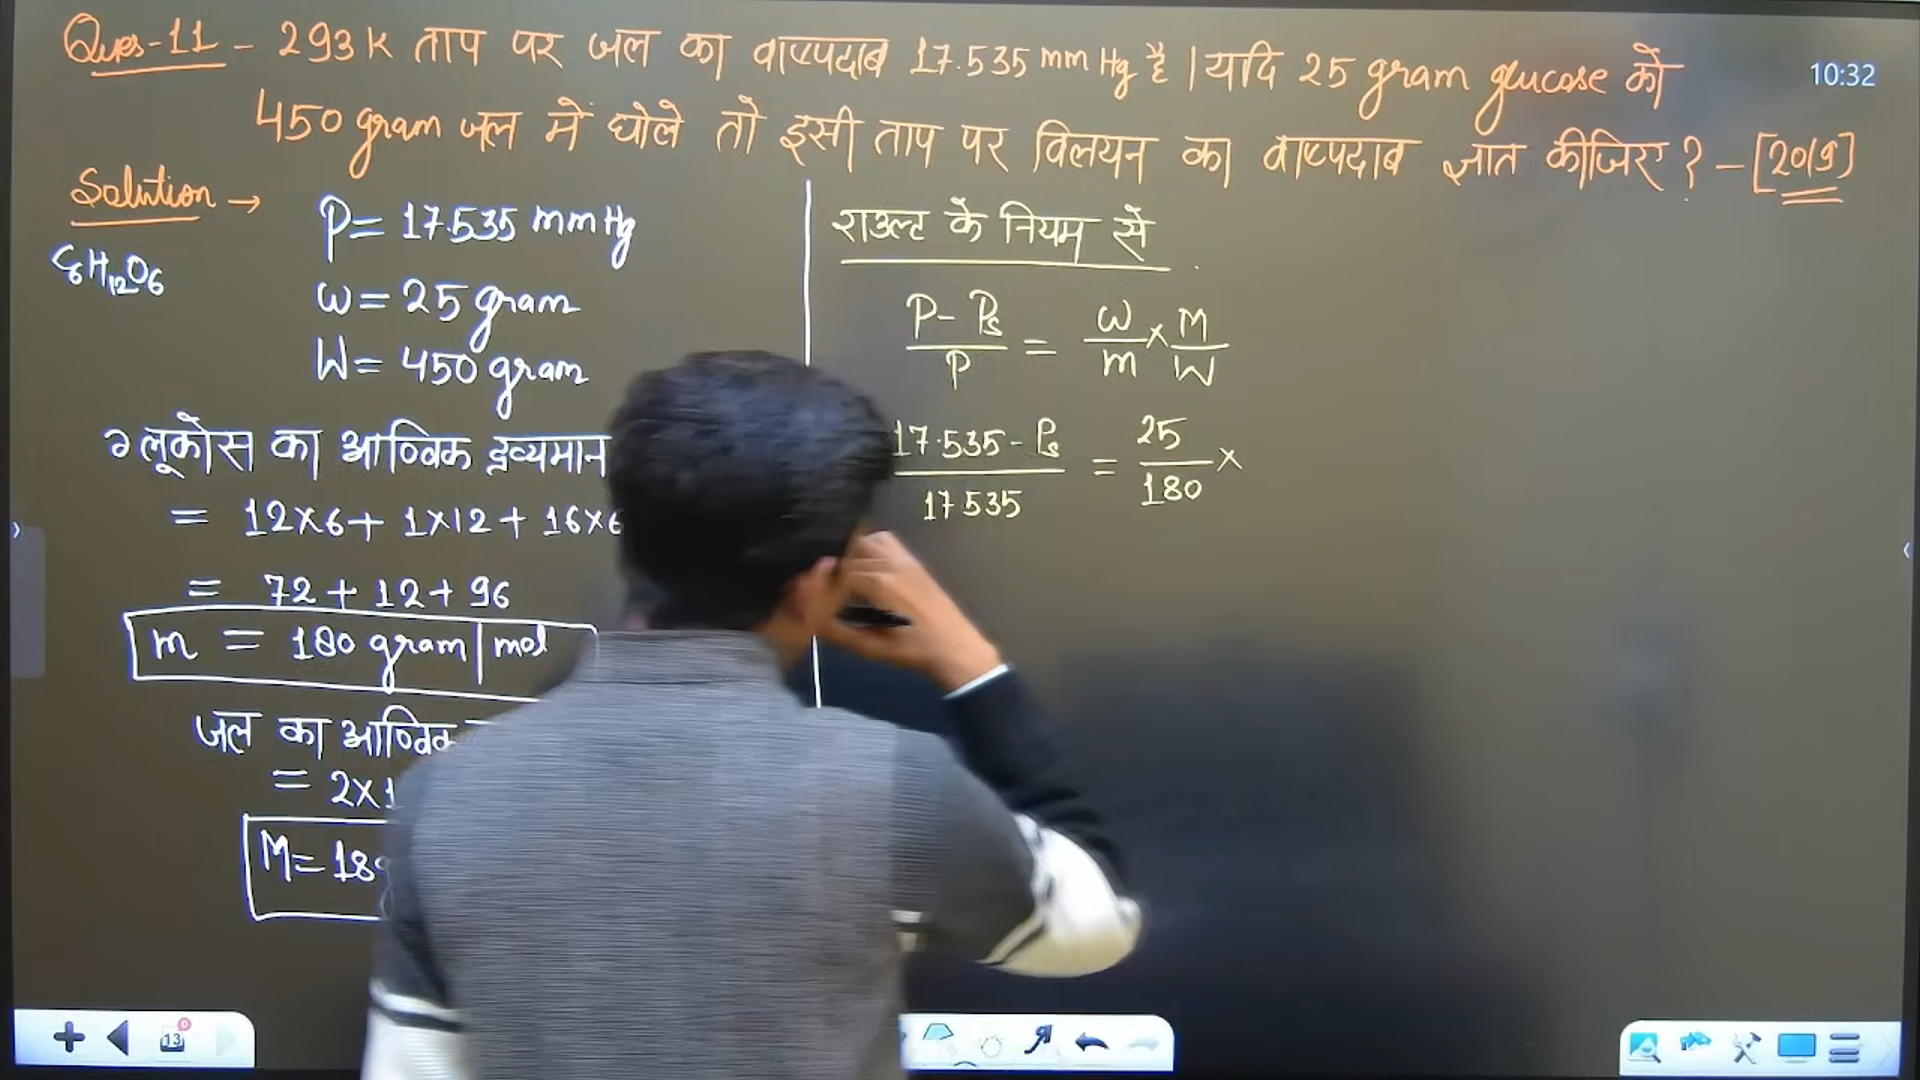 Ques-11 - 293K ताप पर जल का वाष्पदाब 17.535 mm Hg है । यदि 25 gram glucose को
10:32
450 gram जल में घोले तो इसी ताप पर विलयन का वाष्पदाब ज्ञात कीजिए ? - [2019]
Solution →
C6H12O6
P = 17.535 mm Hg
w = 25 gram
W = 450 gram
ग्लूकोस का आण्विक द्रव्यमान
= 12×6 + 1×12 + 16×6
= 72 + 12 + 96
m = 180 gram | mol
जल का आण्विक
= 2×1
M = 18
राउल्ट के नियम से
P - Ps / P = w / m × M / W
17.535 - Ps / 17535 = 25 / 180 ×
13